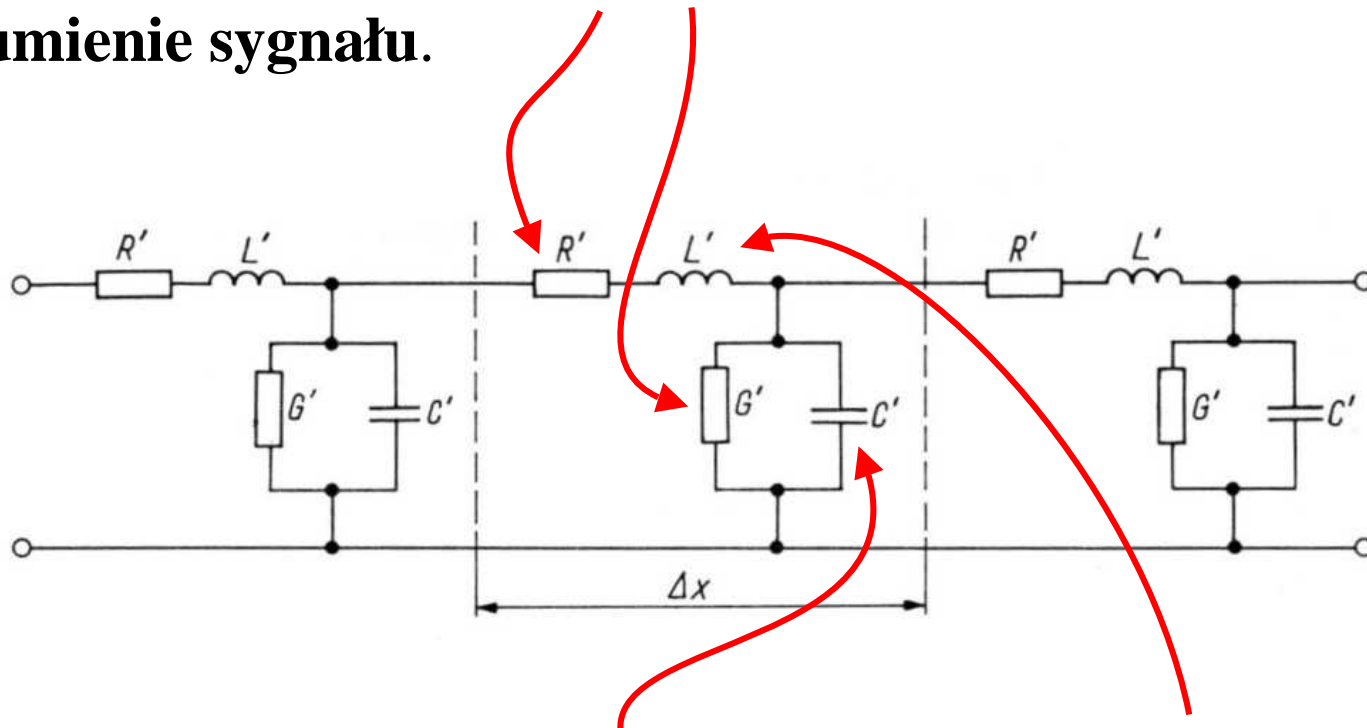 umienie sygnału.
R' L' R' L' R' L'
G' C' G' C' G' C'
Δx